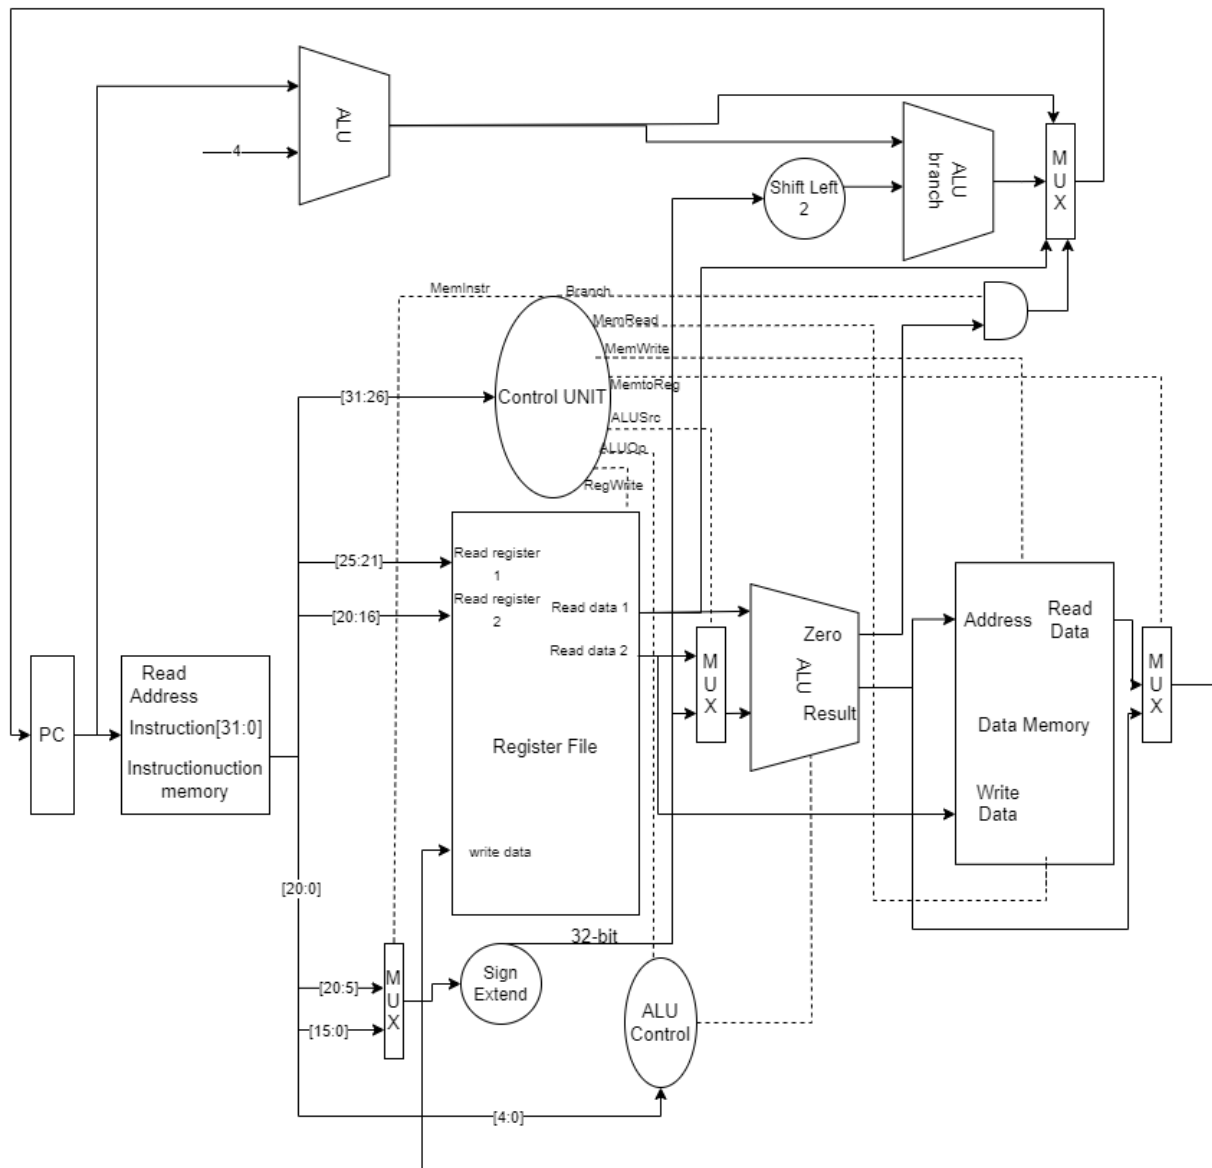 ALU
4
ALU
branch
M
U
X
Shift Left
2
MemInstr
Branch
MemRead
MemWrite
MemtoReg
Control UNIT
[31:26]
ALUSrc
ALUOp
RegWrite
[25:21]
Read register
1
[20:16]
Read register
2
Read data 1
Read data 2
Register File
write data
PC
Read
Address
Instruction[31:0]
Instructionuction
memory
M
U
X
Zero
ALU
Result
Address
Read
Data
Data Memory
Write
Data
M
U
X
[20:0]
32-bit
[20:5]
[15:0]
M
U
X
Sign
Extend
ALU
Control
[4:0]